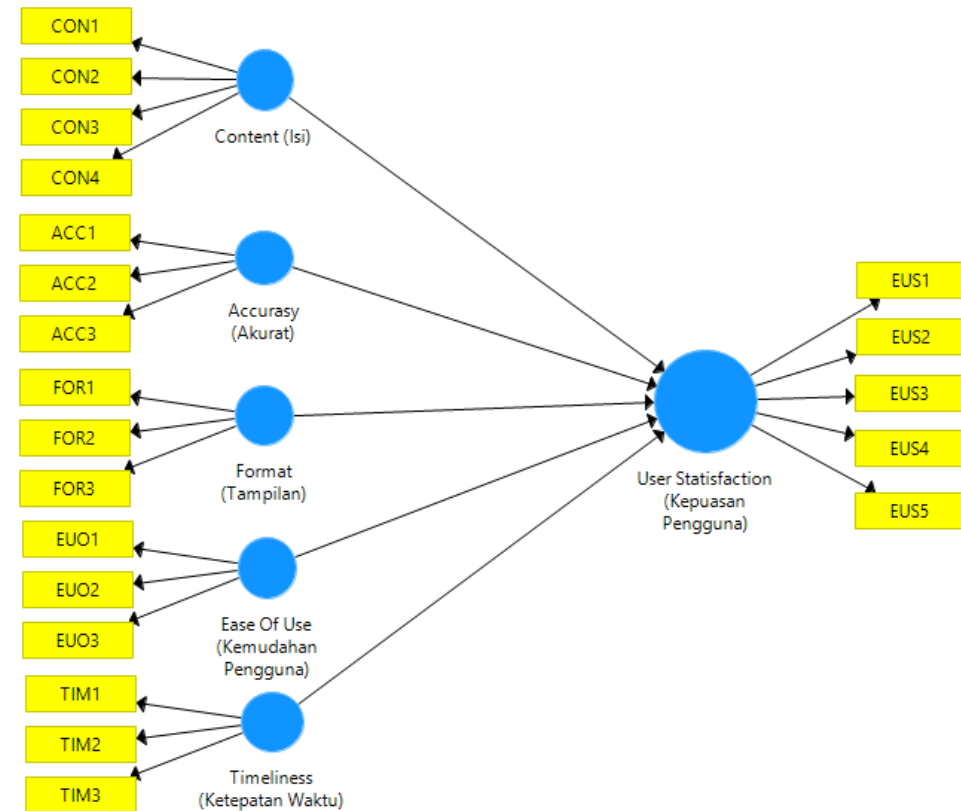 CON1
CON2
CON3
CON4
Content (Isi)
ACC1
ACC2
ACC3
Accurasy
(Akurat)
FOR1
FOR2
FOR3
Format
(Tampilan)
EUO1
EUO2
EUO3
Ease Of Use
(Kemudahan
Pengguna)
TIM1
TIM2
TIM3
Timeliness
(Ketepatan Waktu)
User Statisfaction
(Kepuasan
Pengguna)
EUS1
EUS2
EUS3
EUS4
EUS5